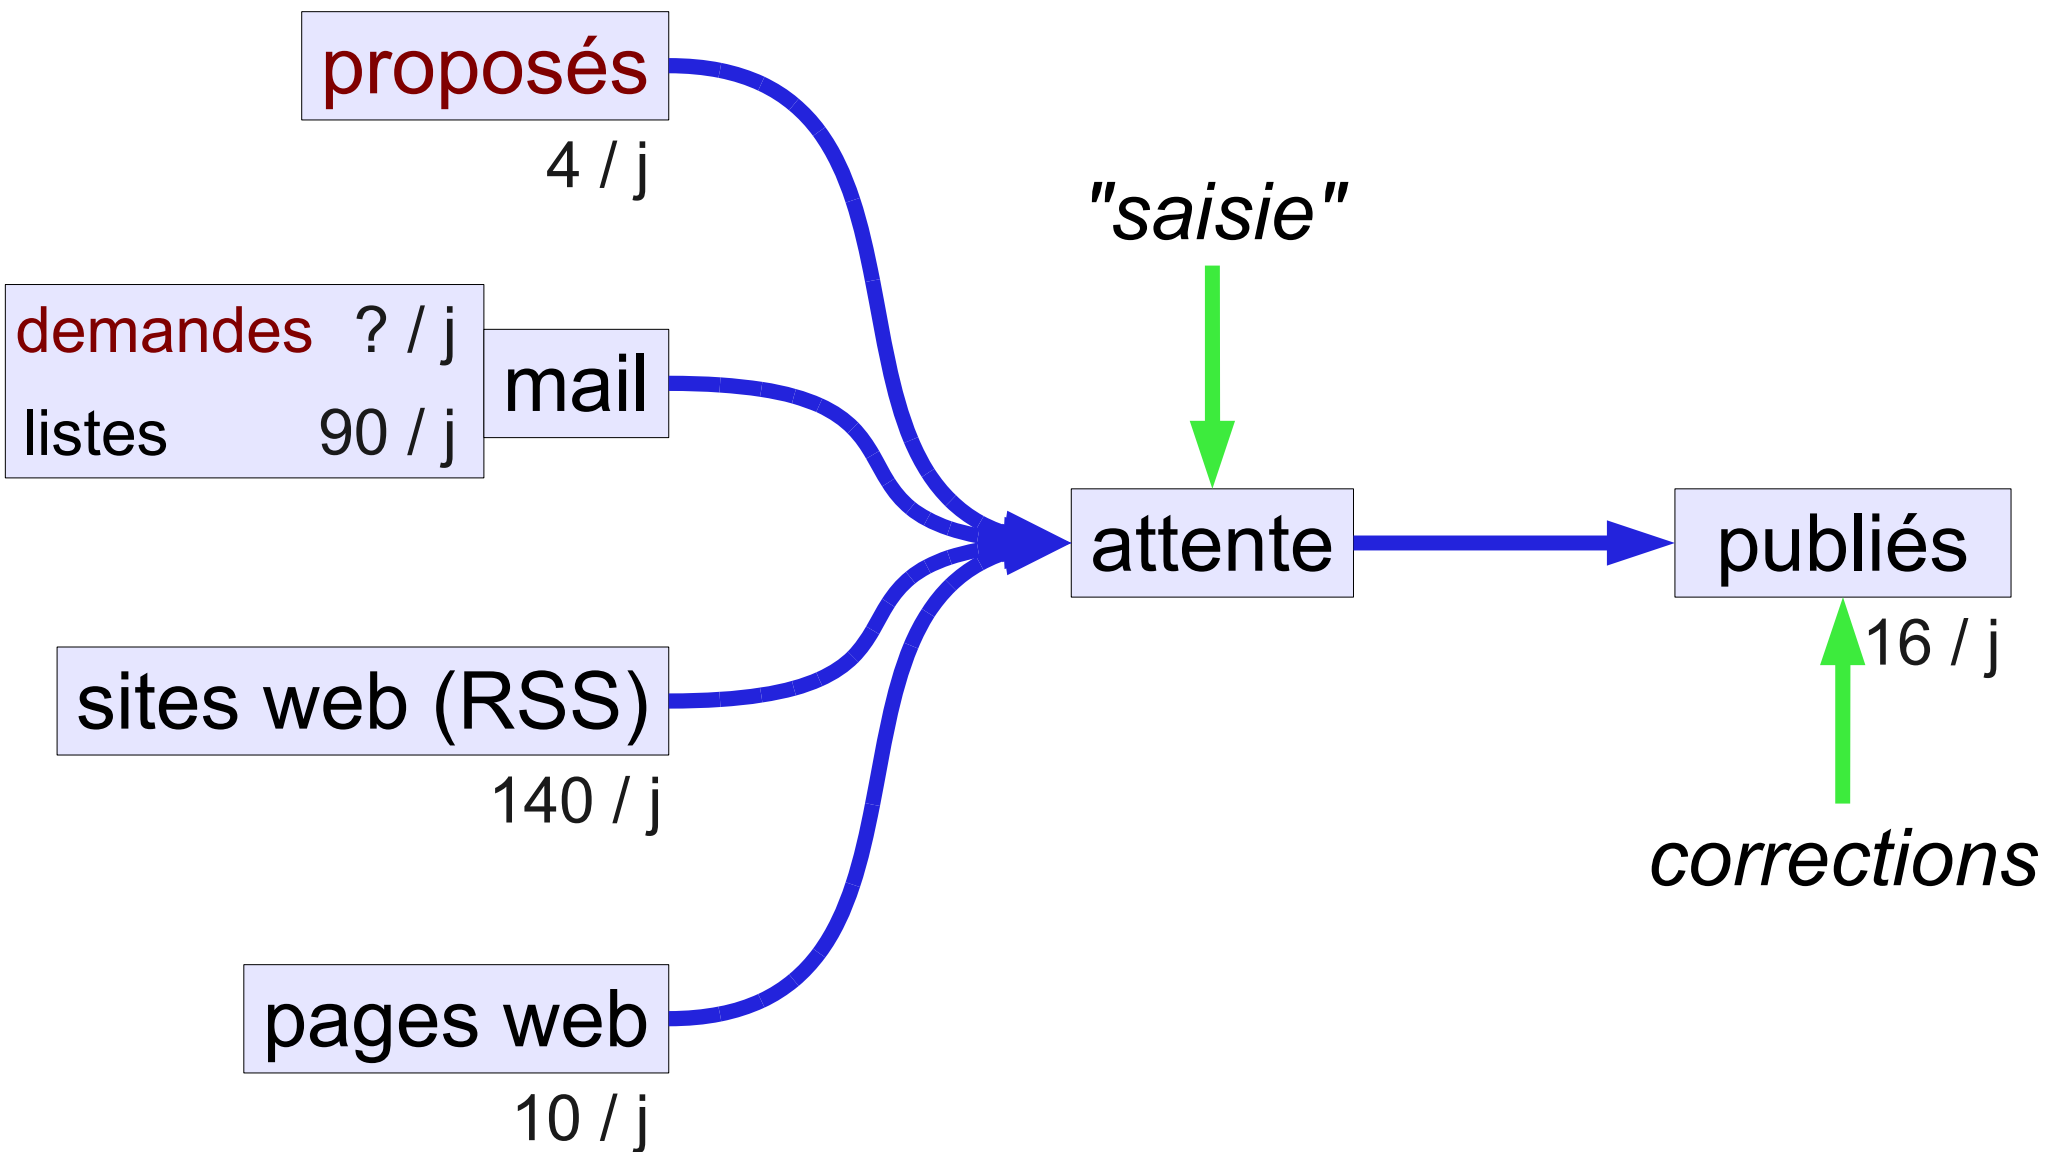 proposés
4 / j
demandes ? / j
listes 90 / j
mail
sites web (RSS)
140 / j
pages web
10 / j
"saisie"
attente
publiés
16 / j
corrections